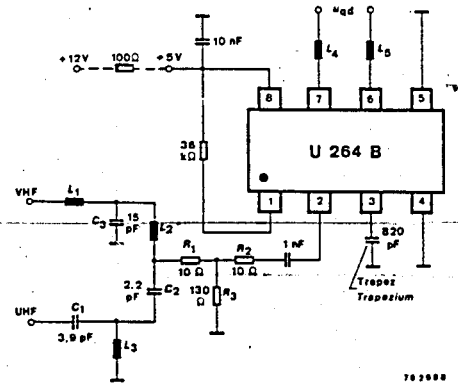 u qd
10 nF
+12V 100Ω +5V
L4 L5
8 7 6 5
36 kΩ
U 264 B
1 2 3 4
VHF L1
C3 15 pF
L2
R1 R2 1 nF
10 Ω 10 Ω
820 pF
2.2 pF C2
130 Ω R3
Trapez
Trapezium
UHF C1
3,9 pF
L3